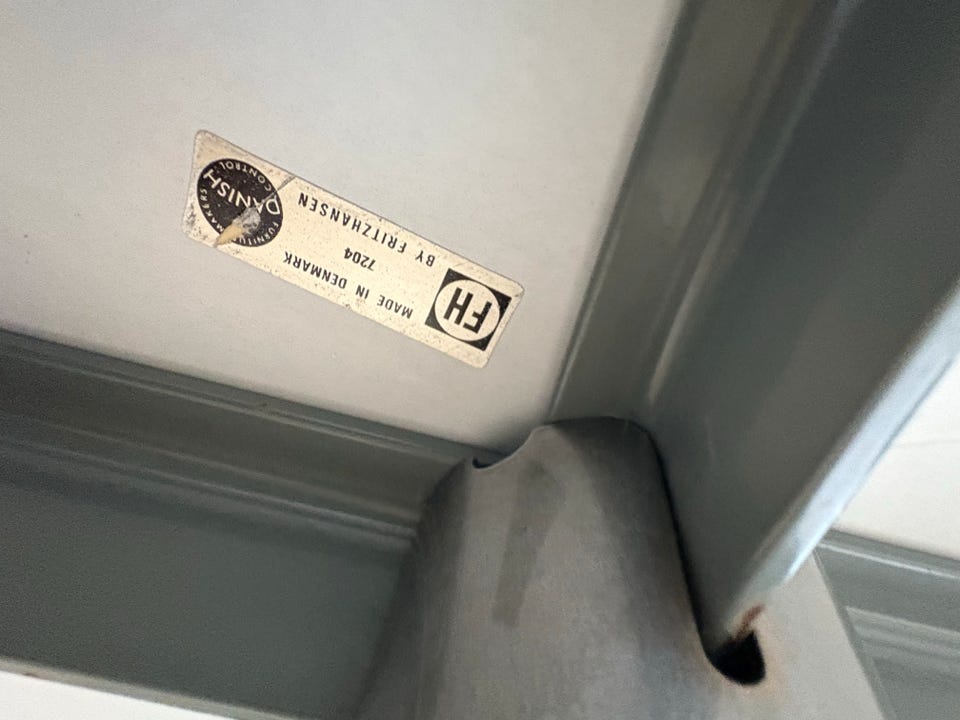 FH
MADE IN DENMARK
7204
BY FRITZHANSEN
DANISH
FURNITURE MAKERS
CONTROL